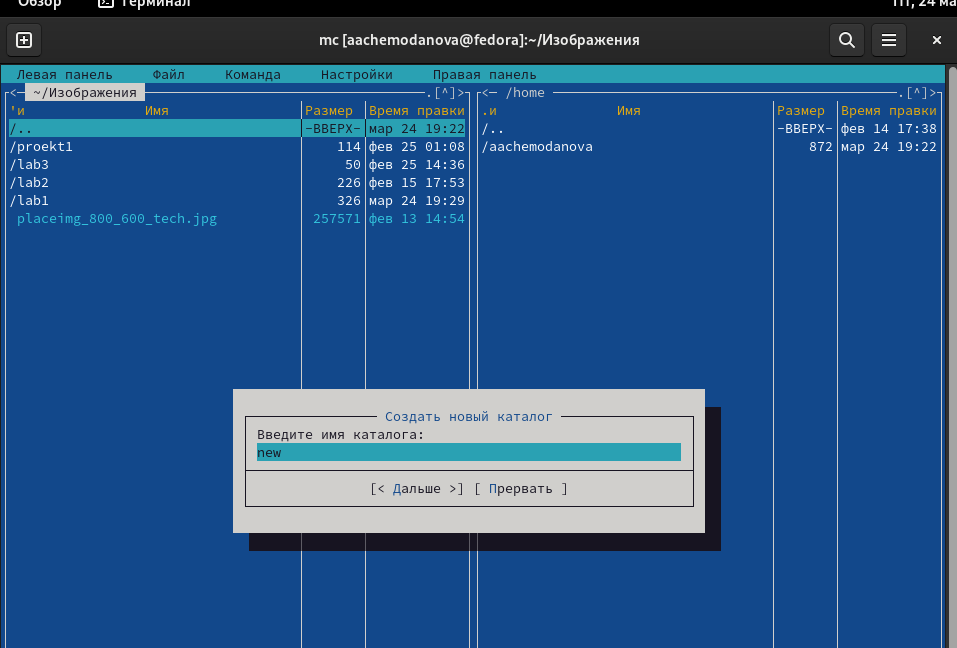 Обзор Терминал Пт, 24 ма
mc [aachemodanova@fedora]:~/Изображения
Левая панель Файл Команда Настройки Правая панель
<─ ~/Изображения .[^]>
'и Имя Размер Время правки
/.. -ВВЕРХ- мар 24 19:22
/proekt1 114 фев 25 01:08
/lab3 50 фев 25 14:36
/lab2 226 фев 15 17:53
/lab1 326 мар 24 19:29
placeimg_800_600_tech.jpg 257571 фев 13 14:54
<─ /home .[^]>
.и Имя Размер Время правки
/.. -ВВЕРХ- фев 14 17:38
/aachemodanova 872 мар 24 19:22
Создать новый каталог
Введите имя каталога:
new
[< Дальше >] [ Прервать ]